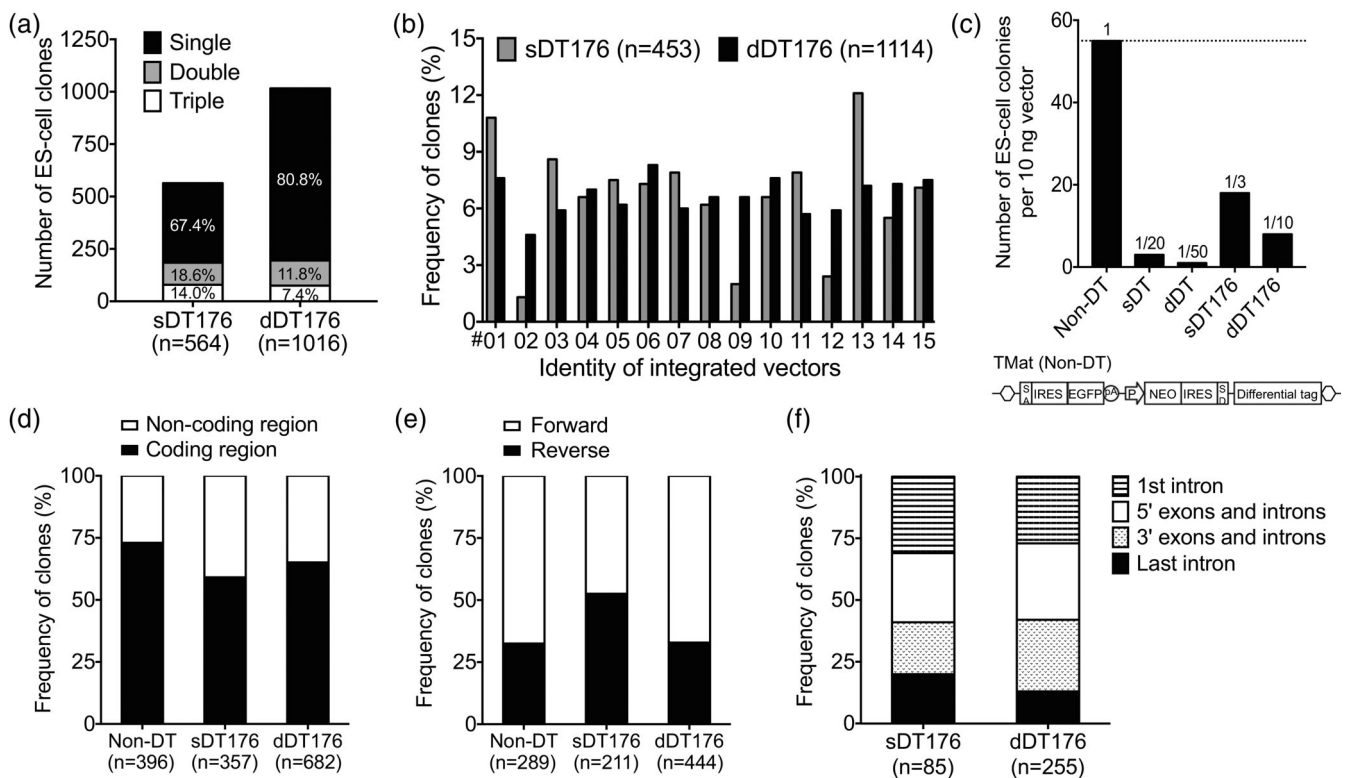 (a)
1250
1000
750
500
250
0
Number of ES-cell clones
Single
Double
Triple
67.4%
18.6%
14.0%
80.8%
11.8%
7.4%
sDT176
(n=564)
dDT176
(n=1016)
(b)
15
12
9
6
3
0
Frequency of clones (%)
sDT176 (n=453)
dDT176 (n=1114)
#01 02 03 04 05 06 07 08 09 10 11 12 13 14 15
Identity of integrated vectors
(c)
60
40
20
0
Number of ES-cell colonies
per 10 ng vector
1
1/20
1/50
1/3
1/10
Non-DT
sDT
dDT
sDT176
dDT176
TMat (Non-DT)
SA IRES EGFP pA P NEO IRES SD Differential tag
(d)
Non-coding region
Coding region
100
75
50
25
0
Frequency of clones (%)
Non-DT
(n=396)
sDT176
(n=357)
dDT176
(n=682)
(e)
Forward
Reverse
100
75
50
25
0
Frequency of clones (%)
Non-DT
(n=289)
sDT176
(n=211)
dDT176
(n=444)
(f)
100
75
50
25
0
Frequency of clones (%)
1st intron
5' exons and introns
3' exons and introns
Last intron
sDT176
(n=85)
dDT176
(n=255)